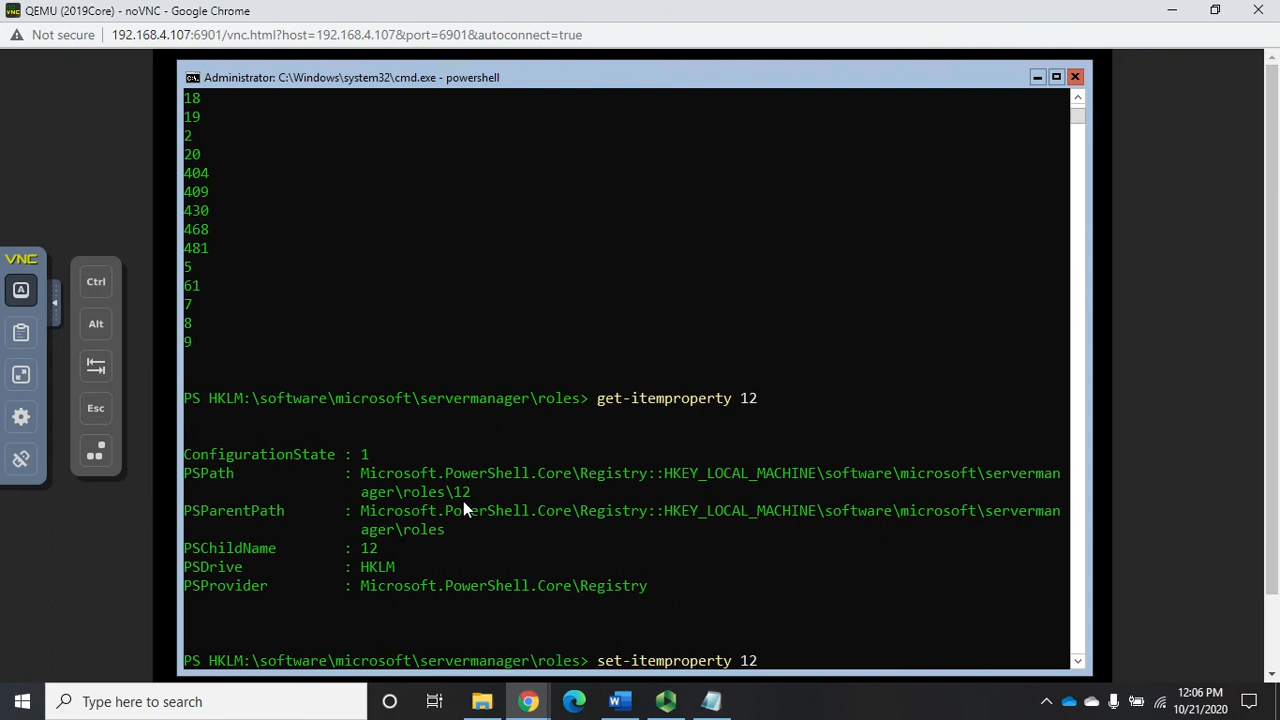 QEMU (2019Core) - noVNC - Google Chrome
Not secure 192.168.4.107:6901/vnc.html?host=192.168.4.107&port=6901&autoconnect=true
Administrator: C:\Windows\system32\cmd.exe - powershell
18
19
2
20
404
409
430
468
481
5
61
7
8
9
PS HKLM:\software\microsoft\servermanager\roles> get-itemproperty 12
ConfigurationState : 1
PSPath : Microsoft.PowerShell.Core\Registry::HKEY_LOCAL_MACHINE\software\microsoft\serverman
ager\roles\12
PSParentPath : Microsoft.PowerShell.Core\Registry::HKEY_LOCAL_MACHINE\software\microsoft\serverman
ager\roles
PSChildName : 12
PSDrive : HKLM
PSProvider : Microsoft.PowerShell.Core\Registry
PS HKLM:\software\microsoft\servermanager\roles> set-itemproperty 12
VNC
A
Ctrl
Alt
Esc
Type here to search
12:06 PM
10/21/2020